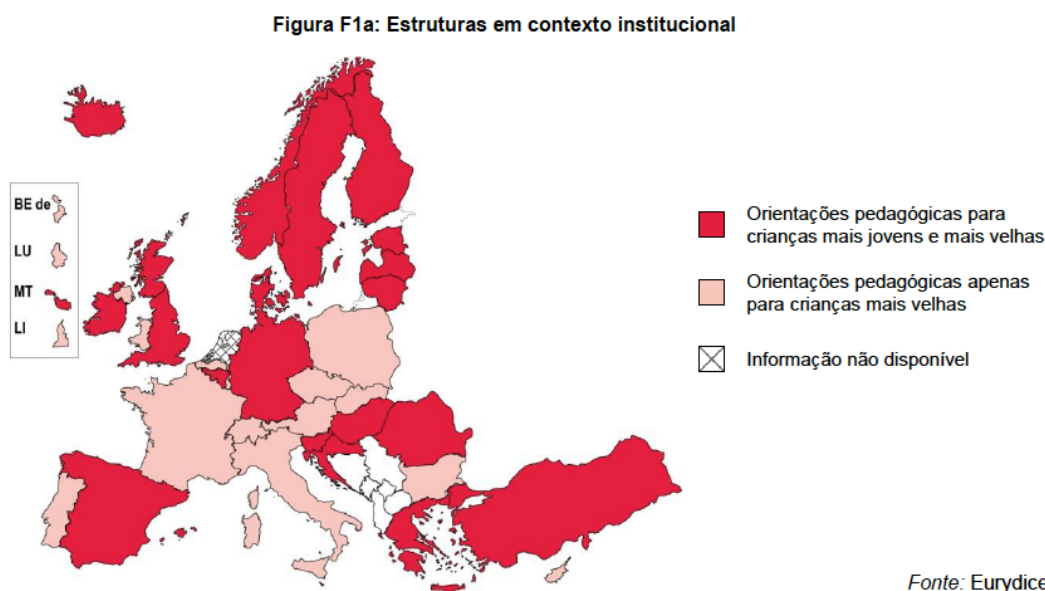 Figura F1a: Estruturas em contexto institucional
BE de
LU
MT
LI
Orientações pedagógicas para
crianças mais jovens e mais velhas
Orientações pedagógicas apenas
para crianças mais velhas
Informação não disponível
Fonte: Eurydice